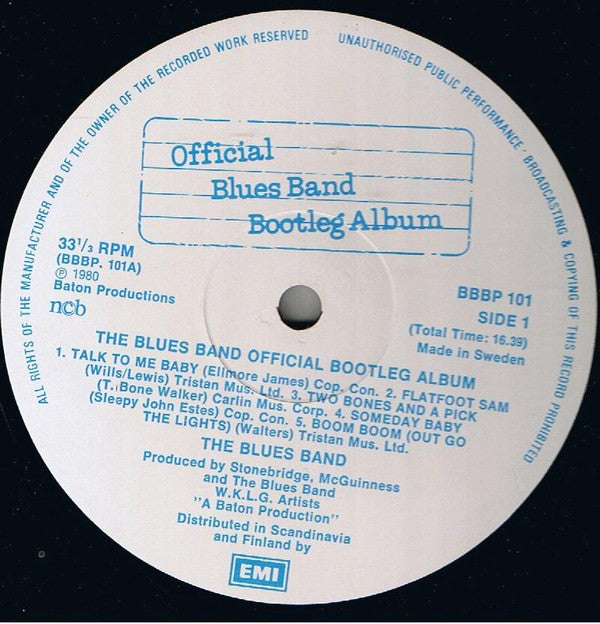 ALL RIGHTS OF THE MANUFACTURER AND OF THE OWNER OF THE RECORDED WORK RESERVED
UNAUTHORISED PUBLIC PERFORMANCE · BROADCASTING & COPYING OF THIS RECORD PROHIBITED
Official
Blues Band
Bootleg Album
33 1/3 RPM
(BBBP. 101A)
℗ 1980
Baton Productions
ncb
BBBP 101
SIDE 1
(Total Time: 16.39)
Made in Sweden
THE BLUES BAND OFFICIAL BOOTLEG ALBUM
1. TALK TO ME BABY (Ellmore James) Cop. Con. 2. FLATFOOT SAM
(Wills/Lewis) Tristan Mus. Ltd. 3. TWO BONES AND A PICK
(T. Bone Walker) Carlin Mus. Corp. 4. SOMEDAY BABY
(Sleepy John Estes) Cop. Con. 5. BOOM BOOM (OUT GO
THE LIGHTS) (Walters) Tristan Mus. Ltd.
THE BLUES BAND
Produced by Stonebridge, McGuinness
and The Blues Band
W.K.L.G. Artists
"A Baton Production"
Distributed in Scandinavia
and Finland by
EMI